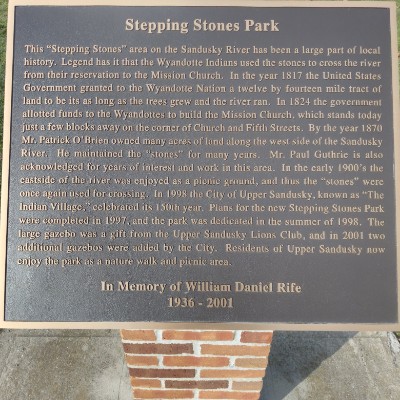 Stepping Stones Park
This "Stepping Stones" area on the Sandusky River has been a large part of local
history. Legend has it that the Wyandotte Indians used the stones to cross the river
from their reservation to the Mission Church. In the year 1817 the United States
Government granted to the Wyandotte Nation a twelve by fourteen mile tract of
land to be its as long as the trees grew and the river ran. In 1824 the government
allotted funds to the Wyandottes to build the Mission Church, which stands today
just a few blocks away on the corner of Church and Fifth Streets. By the year 1870
Mr. Patrick O'Brien owned many acres of land along the west side of the Sandusky
River. He maintained the "stones" for many years. Mr. Paul Guthrie is also
acknowledged for years of interest and work in this area. In the early 1900's the
eastside of the river was enjoyed as a picnic ground, and thus the "stones" were
once again used for crossing. In 1998 the City of Upper Sandusky, known as "The
Indian Village," celebrated its 150th year. Plans for the new Stepping Stones Park
were completed in 1997, and the park was dedicated in the summer of 1998. The
large gazebo was a gift from the Upper Sandusky Lions Club, and in 2001 two
additional gazebos were added by the City. Residents of Upper Sandusky now
enjoy the park as a nature walk and picnic area.
In Memory of William Daniel Rife
1936 - 2001